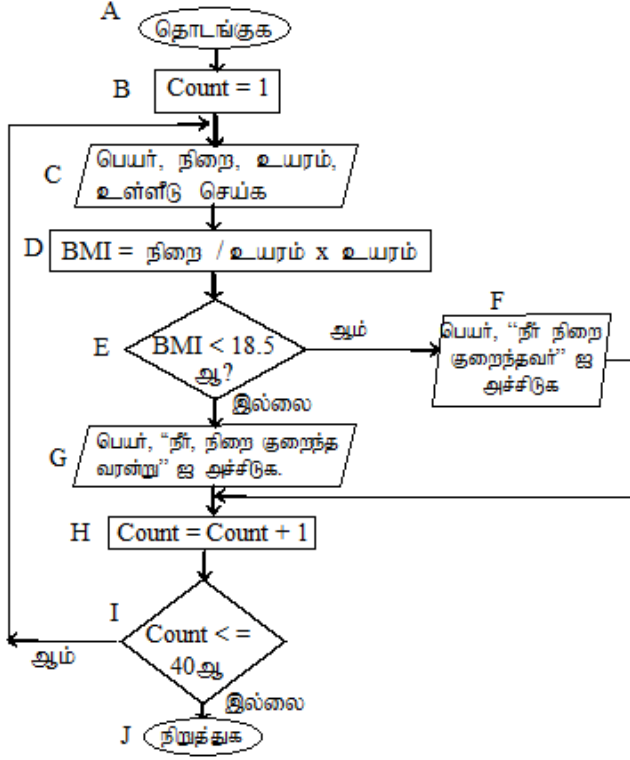 A
தொடங்குக
B
Count = 1
C
பெயர், நிறை, உயரம்,
உள்ளீடு செய்க
D
BMI = நிறை / உயரம் x உயரம்
E
BMI < 18.5
ஆ?
ஆம்
F
பெயர், “நீர் நிறை
குறைந்தவர்” ஐ
அச்சிடுக
இல்லை
G
பெயர், “நீர், நிறை குறைந்த
வரன்று” ஐ அச்சிடுக.
H
Count = Count + 1
I
Count < =
40ஆ
ஆம்
இல்லை
J
நிறுத்துக